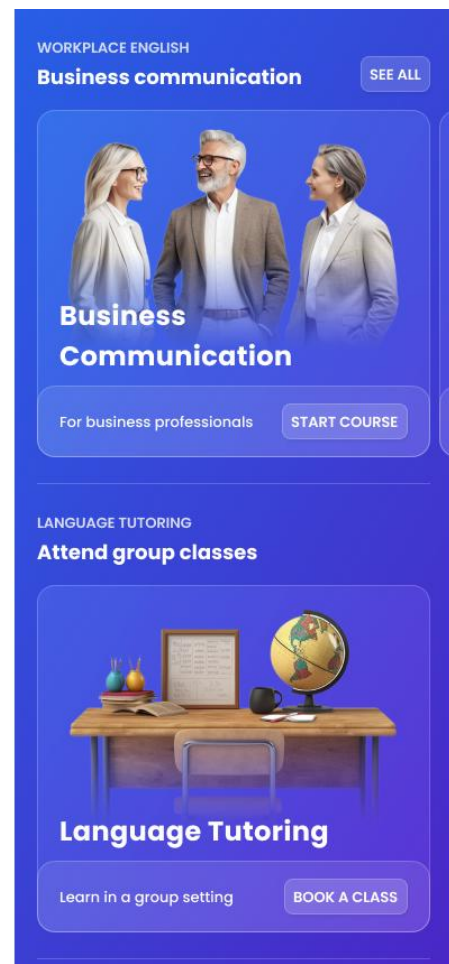 WORKPLACE ENGLISH
Business communication
SEE ALL
Business
Communication
For business professionals
START COURSE
LANGUAGE TUTORING
Attend group classes
Language Tutoring
Learn in a group setting
BOOK A CLASS